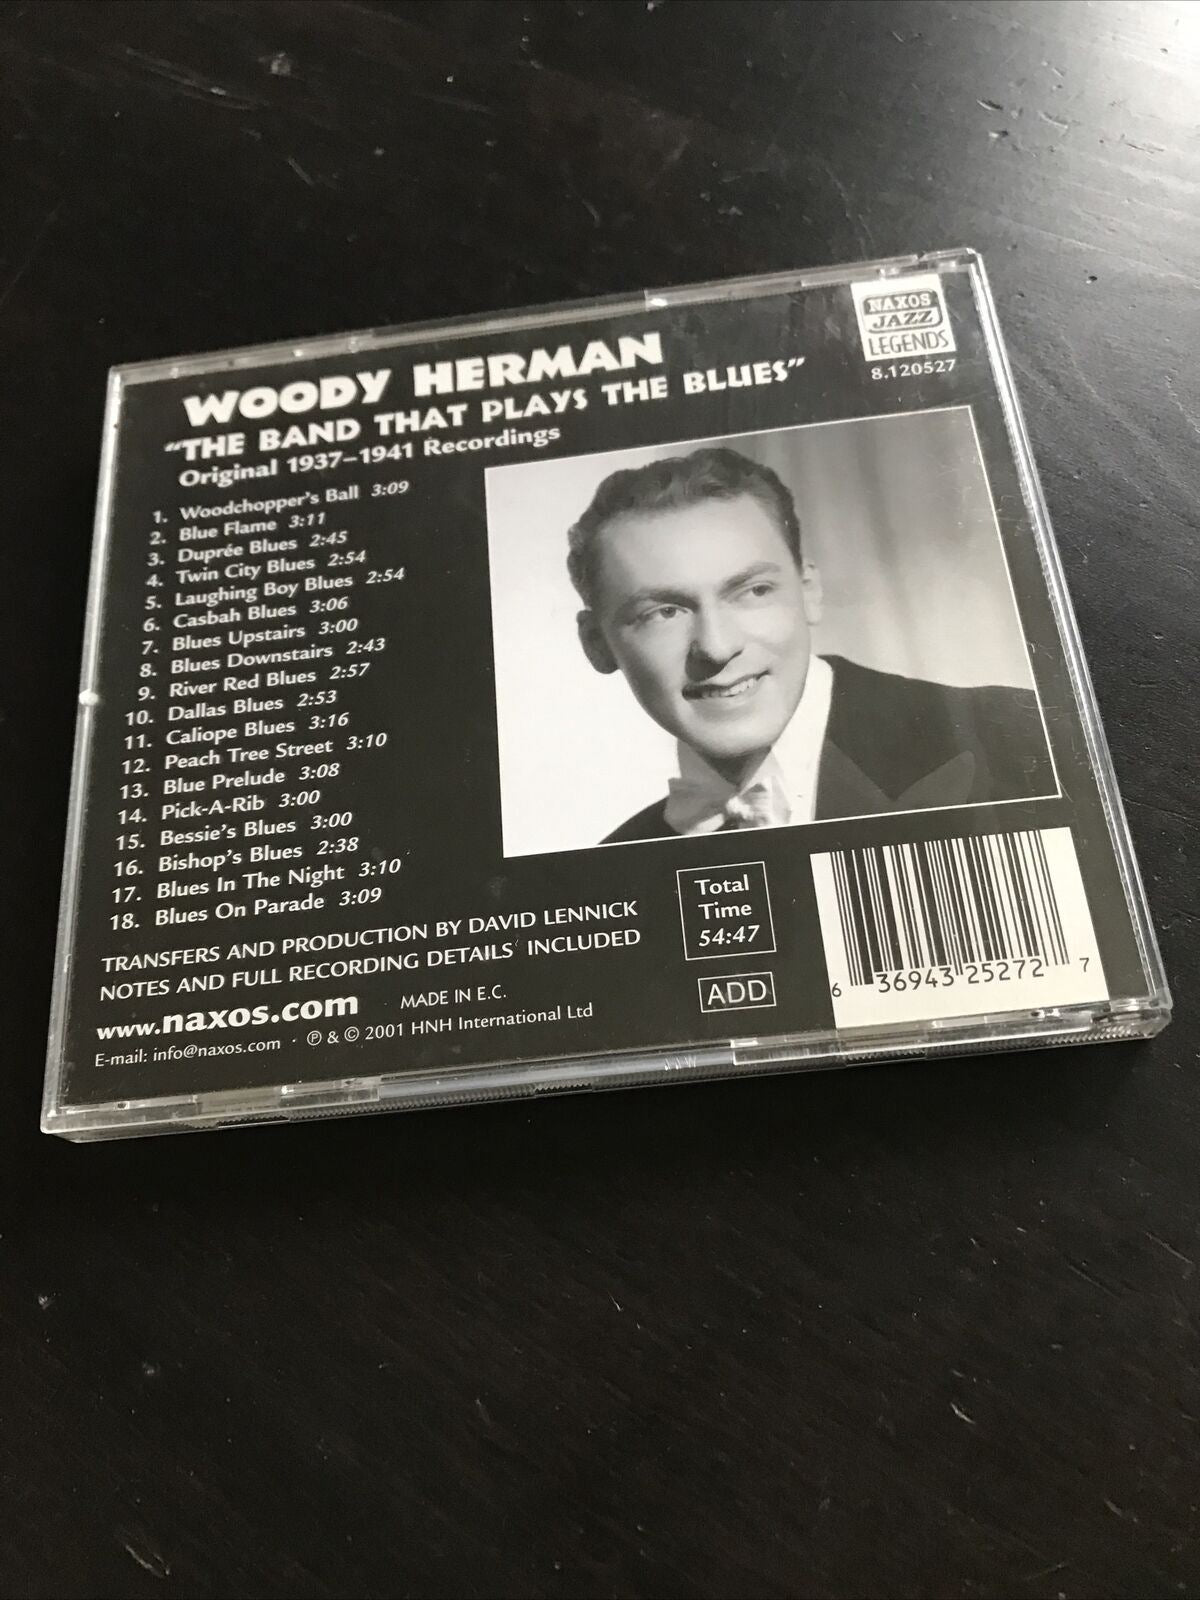 NAXOS
JAZZ
LEGENDS
8.120527
WOODY HERMAN
“THE BAND THAT PLAYS THE BLUES”
Original 1937–1941 Recordings
1. Woodchopper's Ball 3:09
2. Blue Flame 3:11
3. Duprée Blues 2:45
4. Twin City Blues 2:54
5. Laughing Boy Blues 2:54
6. Casbah Blues 3:06
7. Blues Upstairs 3:00
8. Blues Downstairs 2:43
9. River Red Blues 2:57
10. Dallas Blues 2:53
11. Caliope Blues 3:16
12. Peach Tree Street 3:10
13. Blue Prelude 3:08
14. Pick-A-Rib 3:00
15. Bessie's Blues 3:00
16. Bishop's Blues 2:38
17. Blues In The Night 3:10
18. Blues On Parade 3:09
TRANSFERS AND PRODUCTION BY DAVID LENNICK
NOTES AND FULL RECORDING DETAILS INCLUDED
www.naxos.com MADE IN E.C.
E-mail: info@naxos.com · ℗ & © 2001 HNH International Ltd
Total
Time
54:47
ADD
6 36943 25272 7